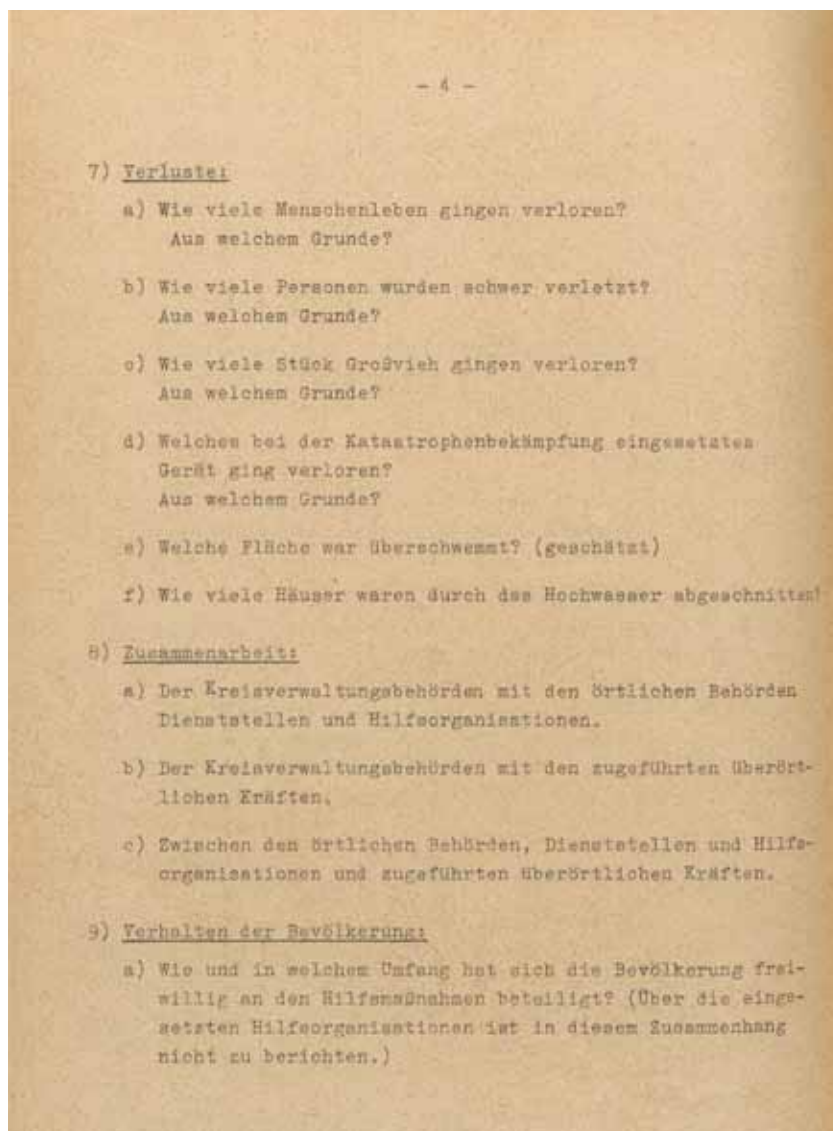 - 4 -
7) Verluste:
a) Wie viele Menschenleben gingen verloren?
Aus welchem Grunde?
b) Wie viele Personen wurden schwer verletzt?
Aus welchem Grunde?
c) Wie viele Stück Großvieh gingen verloren?
Aus welchem Grunde?
d) Welches bei der Katastrophenbekämpfung eingesetztes
Gerät ging verloren?
Aus welchem Grunde?
e) Welche Fläche war überschwemmt? (geschätzt)
f) Wie viele Häuser waren durch das Hochwasser abgeschnitten?
8) Zusammenarbeit:
a) Der Kreisverwaltungsbehörden mit den örtlichen Behörden
Dienststellen und Hilfsorganisationen.
b) Der Kreisverwaltungsbehörden mit den zugeführten überört-
lichen Kräften.
c) Zwischen den örtlichen Behörden, Dienststellen und Hilfs-
organisationen und zugeführten überörtlichen Kräften.
9) Verhalten der Bevölkerung:
a) Wie und in welchem Umfang hat sich die Bevölkerung frei-
willig an den Hilfsmaßnahmen beteiligt? (Über die einge-
setzten Hilfsorganisationen ist in diesem Zusammenhang
nicht zu berichten.)